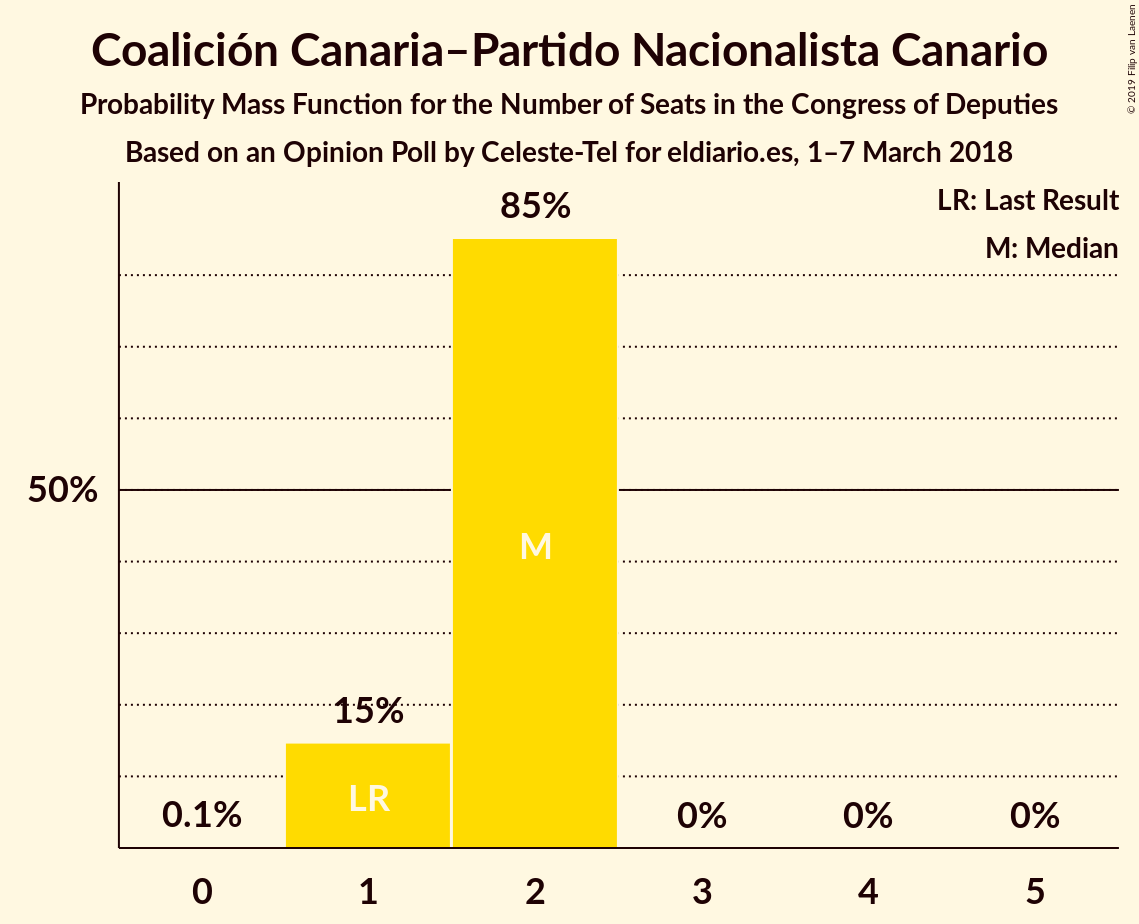 Coalición Canaria–Partido Nacionalista Canario
Probability Mass Function for the Number of Seats in the Congress of Deputies
Based on an Opinion Poll by Celeste-Tel for eldiario.es, 1–7 March 2018
© 2019 Filip van Laenen
LR: Last Result
M: Median
85%
50%
M
15%
LR
0.1%
0%
0%
0%
0
1
2
3
4
5